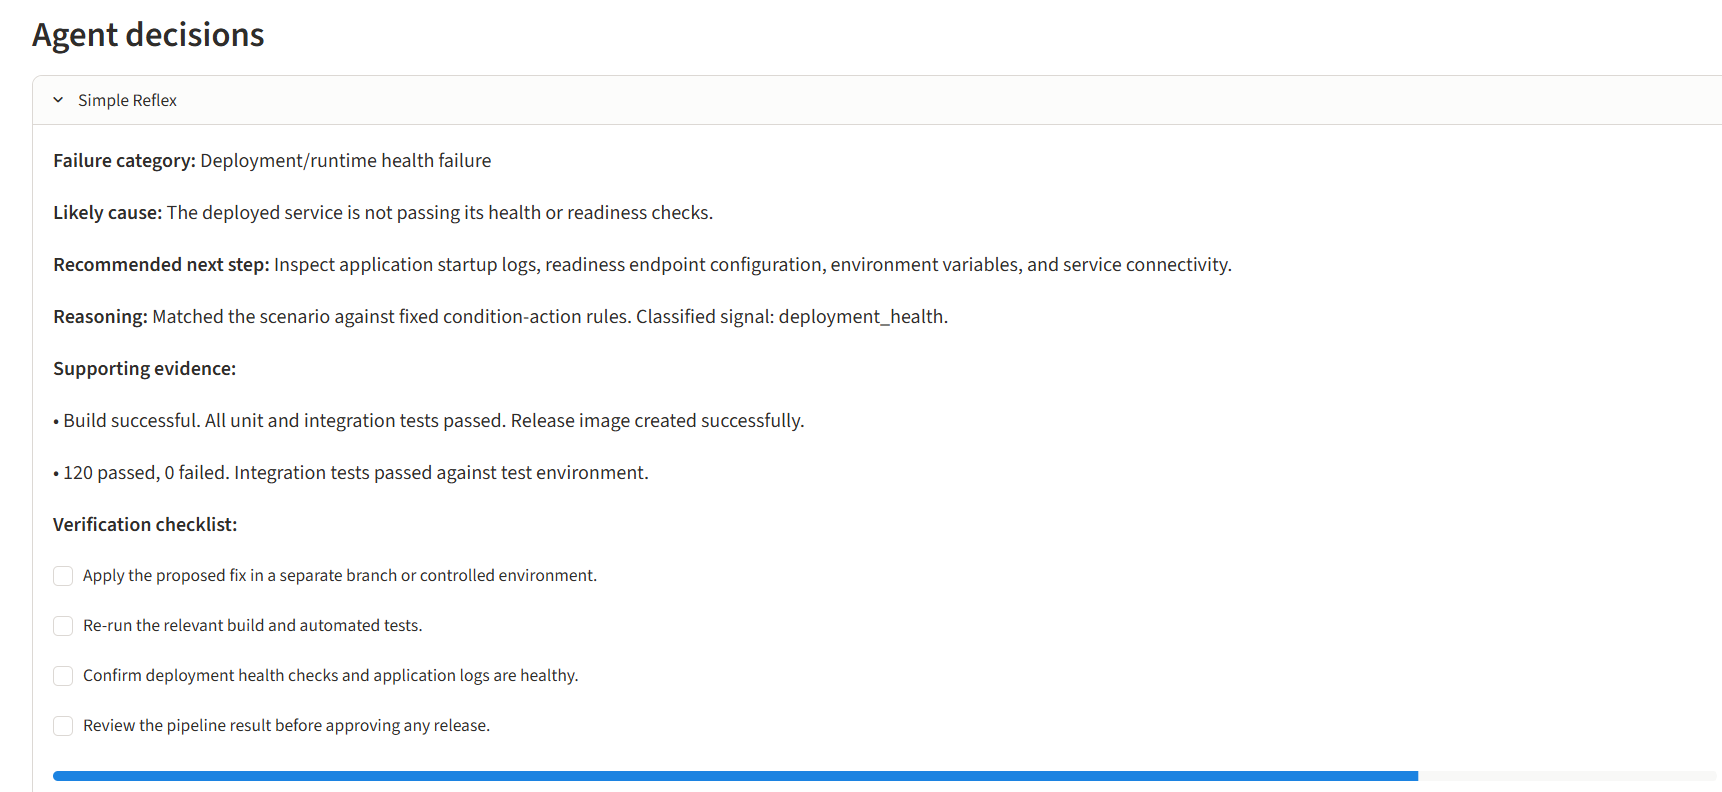 Agent decisions
Simple Reflex
Failure category: Deployment/runtime health failure
Likely cause: The deployed service is not passing its health or readiness checks.
Recommended next step: Inspect application startup logs, readiness endpoint configuration, environment variables, and service connectivity.
Reasoning: Matched the scenario against fixed condition-action rules. Classified signal: deployment_health.
Supporting evidence:
• Build successful. All unit and integration tests passed. Release image created successfully.
• 120 passed, 0 failed. Integration tests passed against test environment.
Verification checklist:
Apply the proposed fix in a separate branch or controlled environment.
Re-run the relevant build and automated tests.
Confirm deployment health checks and application logs are healthy.
Review the pipeline result before approving any release.